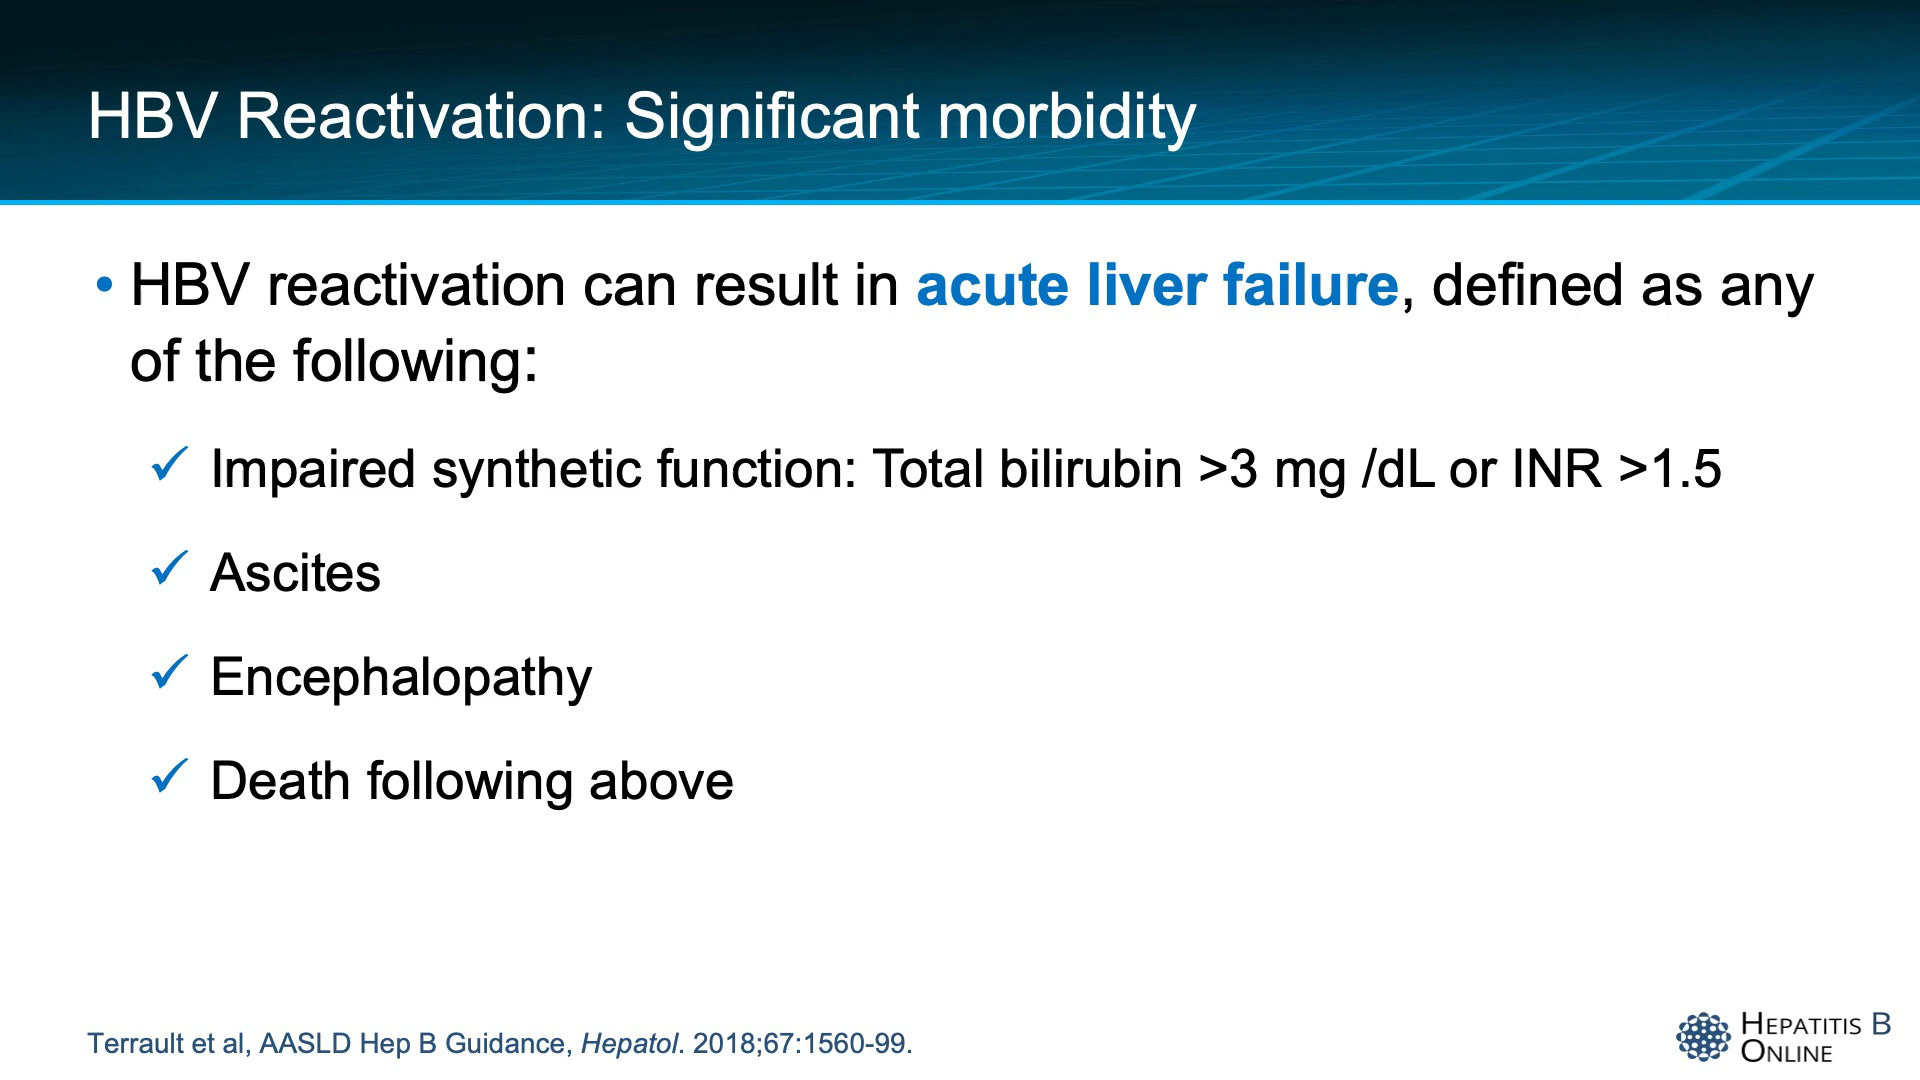 HBV Reactivation: Significant morbidity
• HBV reactivation can result in acute liver failure, defined as any
of the following:
✓ Impaired synthetic function: Total bilirubin >3 mg /dL or INR >1.5
✓ Ascites
✓ Encephalopathy
✓ Death following above
Terrault et al, AASLD Hep B Guidance, Hepatol. 2018;67:1560-99.
HEPATITIS B
ONLINE